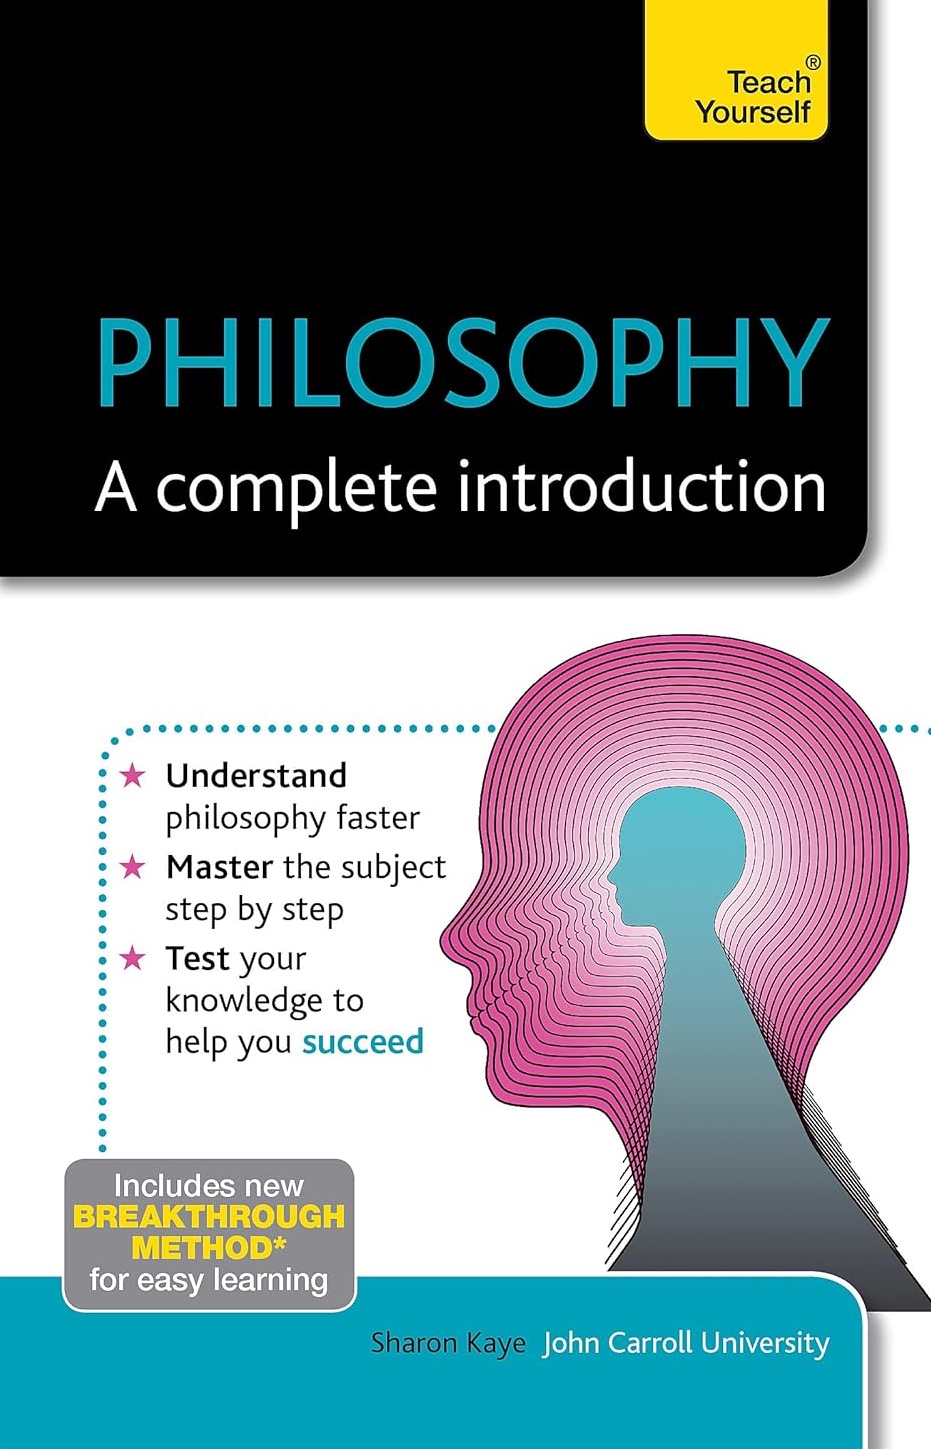 Teach®
Yourself
PHILOSOPHY
A complete introduction
★ Understand
philosophy faster
★ Master the subject
step by step
★ Test your
knowledge to
help you succeed
Includes new
BREAKTHROUGH
METHOD*
for easy learning
Sharon Kaye John Carroll University